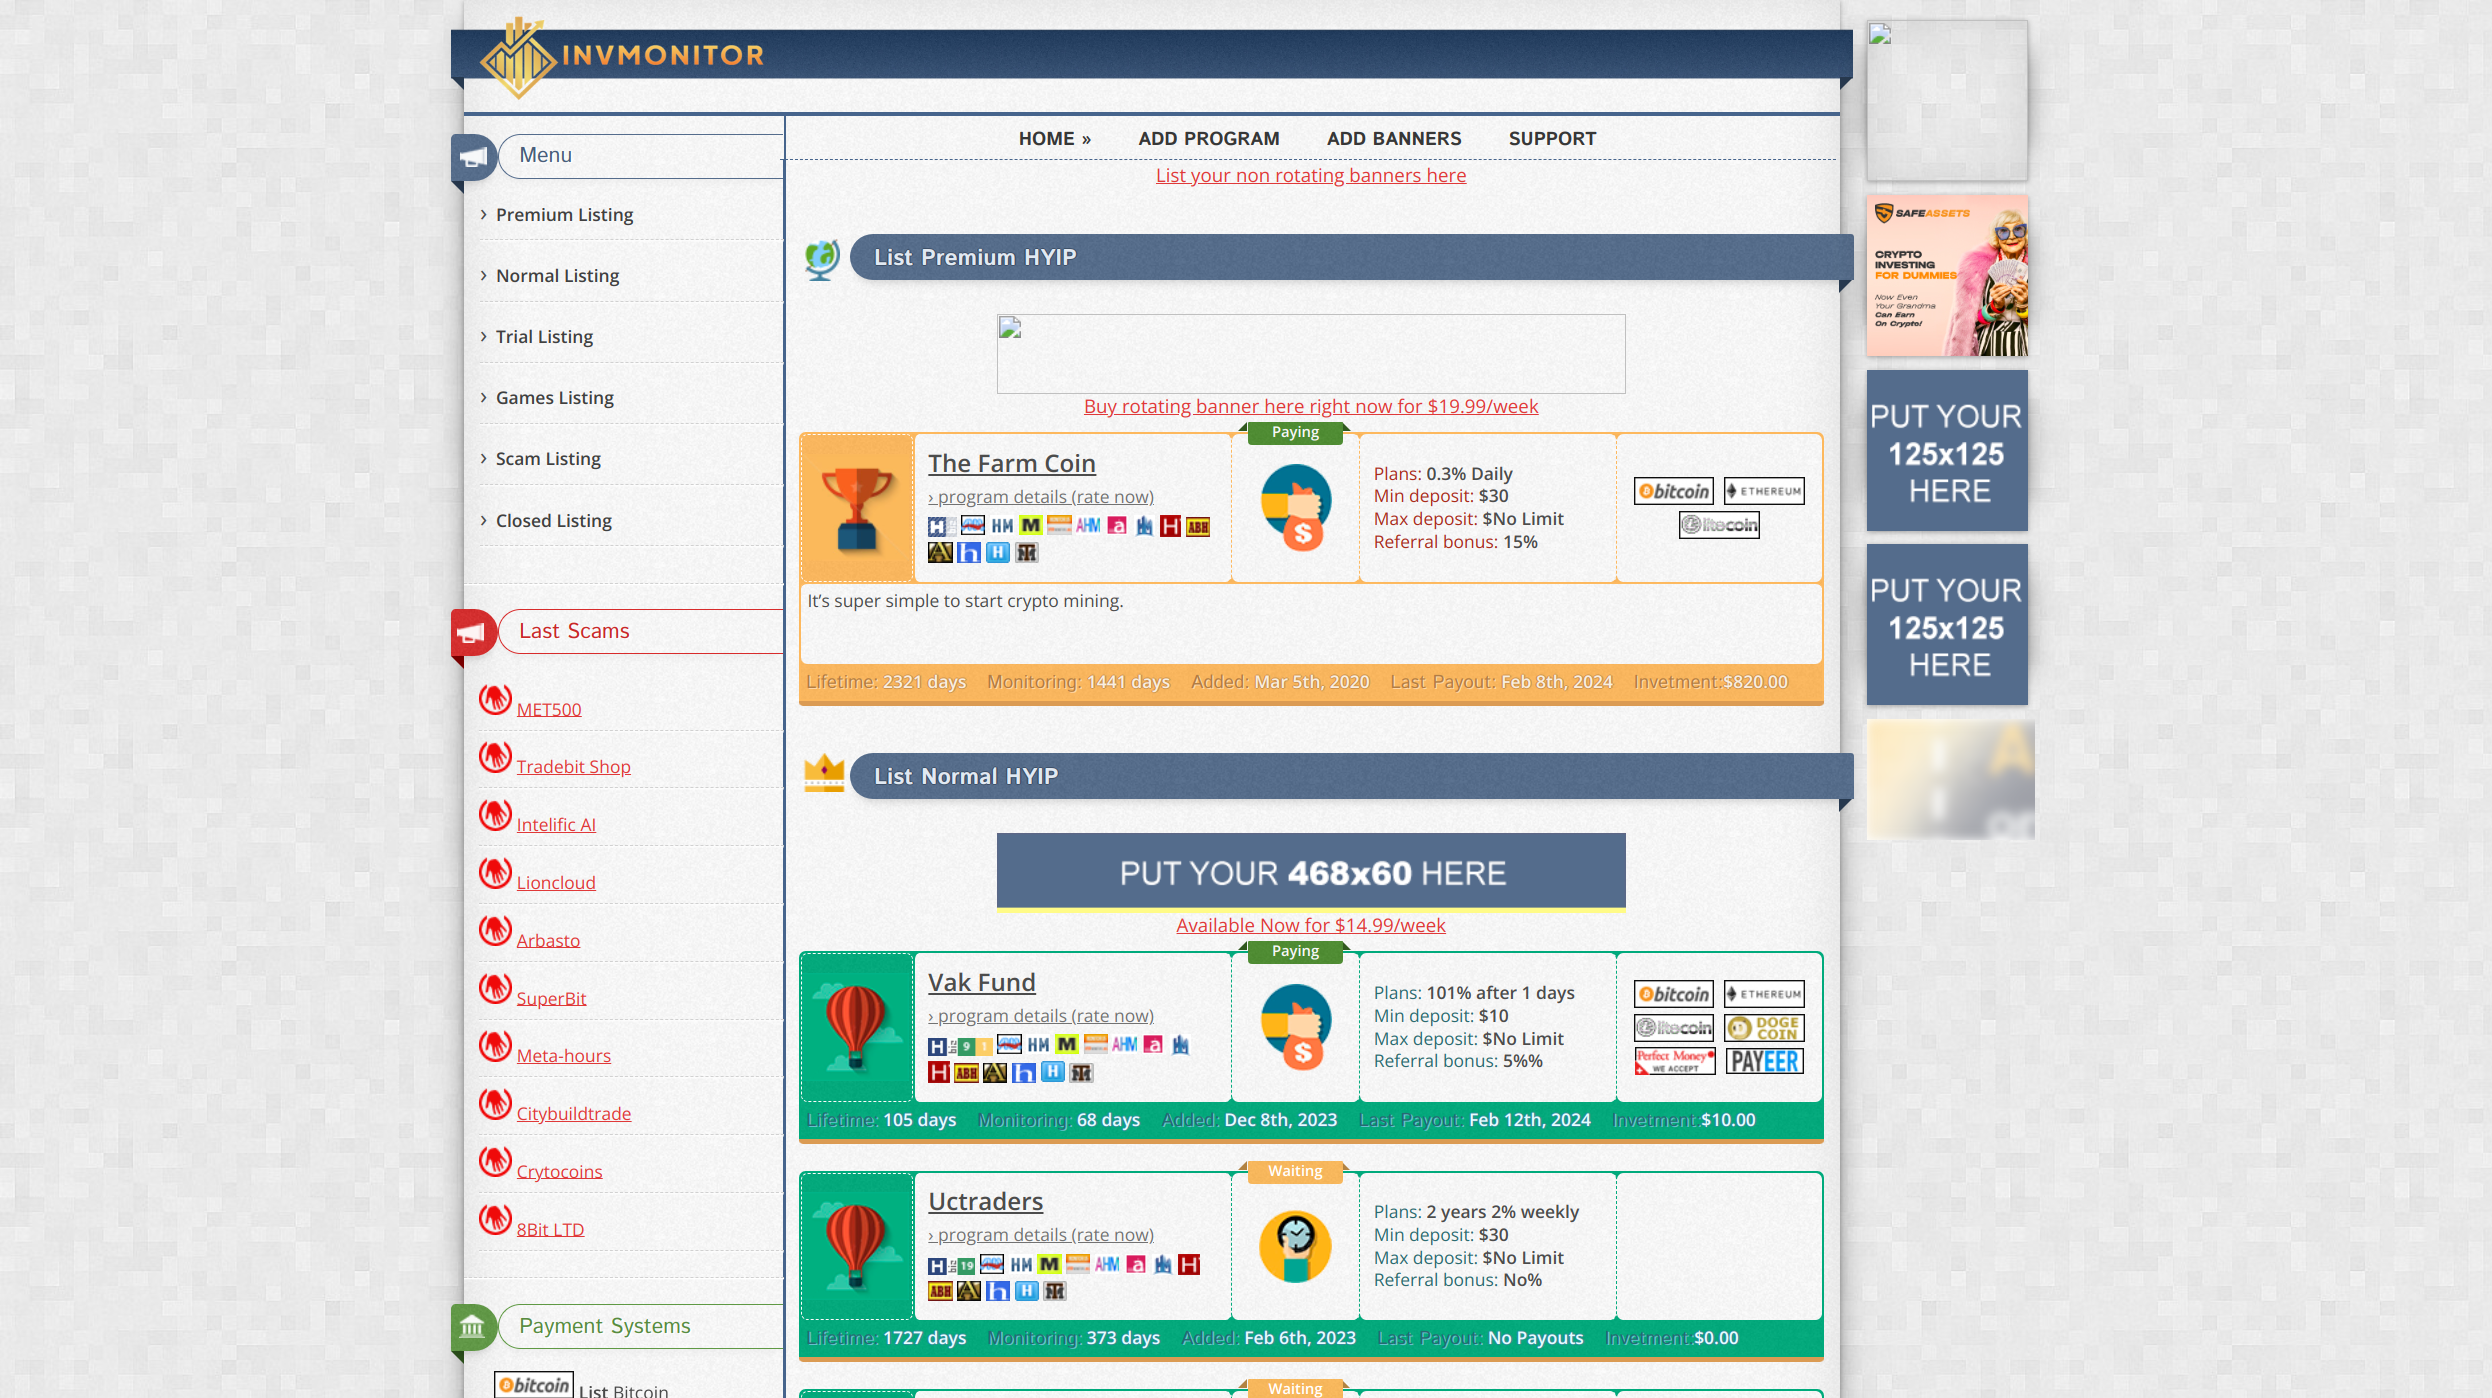 INVMONITOR
Menu
› Premium Listing
› Normal Listing
› Trial Listing
› Games Listing
› Scam Listing
› Closed Listing
Last Scams
MET500
Tradebit Shop
Intelific AI
Lioncloud
Arbasto
SuperBit
Meta-hours
Citybuildtrade
Crytocoins
8Bit LTD
Payment Systems
bitcoin List Bitcoin
HOME » ADD PROGRAM ADD BANNERS SUPPORT
List your non rotating banners here
List Premium HYIP
Buy rotating banner here right now for $19.99/week
Paying
The Farm Coin
› program details (rate now)
Plans: 0.3% Daily
Min deposit: $30
Max deposit: $No Limit
Referral bonus: 15%
bitcoin ETHEREUM
litecoin
It's super simple to start crypto mining.
Lifetime: 2321 days Monitoring: 1441 days Added: Mar 5th, 2020 Last Payout: Feb 8th, 2024 Invetment:$820.00
List Normal HYIP
PUT YOUR 468x60 HERE
Available Now for $14.99/week
Paying
Vak Fund
› program details (rate now)
Plans: 101% after 1 days
Min deposit: $10
Max deposit: $No Limit
Referral bonus: 5%%
bitcoin ETHEREUM
litecoin DOGE COIN
Perfect Money WE ACCEPT PAYEER
Lifetime: 105 days Monitoring: 68 days Added: Dec 8th, 2023 Last Payout: Feb 12th, 2024 Invetment:$10.00
Waiting
Uctraders
› program details (rate now)
Plans: 2 years 2% weekly
Min deposit: $30
Max deposit: $No Limit
Referral bonus: No%
Lifetime: 1727 days Monitoring: 373 days Added: Feb 6th, 2023 Last Payout: No Payouts Invetment:$0.00
Waiting
SAFEASSETS
CRYPTO
INVESTING
FOR DUMMIES
Now Even
Your Grandma
Can Earn
On Crypto!
PUT YOUR
125x125
HERE
PUT YOUR
125x125
HERE